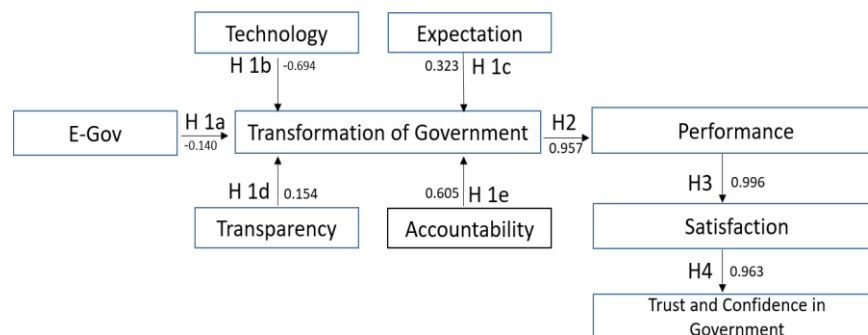 Technology
Expectation
H 1b
-0.694
0.323
H 1c
E-Gov
H 1a
-0.140
Transformation of Government
H2
0.957
Performance
H 1d
0.154
0.605
H 1e
H3
0.996
Transparency
Accountability
Satisfaction
H4
0.963
Trust and Confidence in
Government